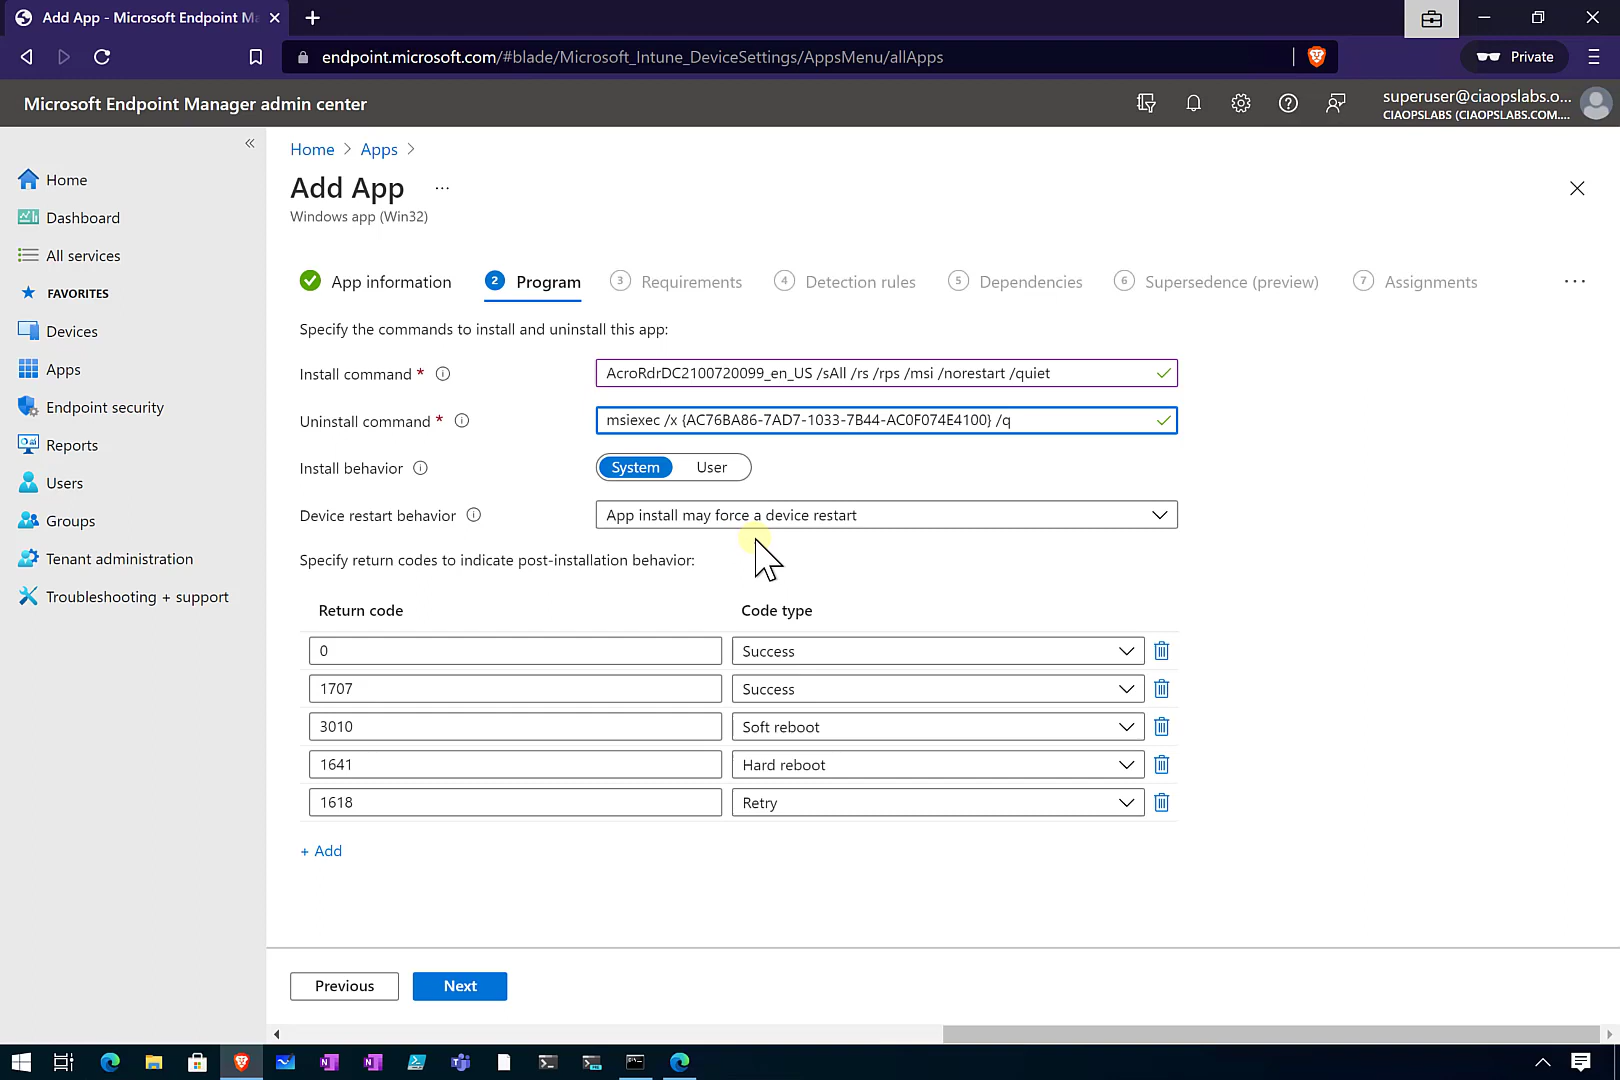 Add App - Microsoft Endpoint Ma
endpoint.microsoft.com/#blade/Microsoft_Intune_DeviceSettings/AppsMenu/allApps
Private
Microsoft Endpoint Manager admin center
superuser@ciaopslabs.o...
CIAOPSLABS (CIAOPSLABS.COM....
Home
Dashboard
All services
FAVORITES
Devices
Apps
Endpoint security
Reports
Users
Groups
Tenant administration
Troubleshooting + support
Home > Apps >
Add App ...
Windows app (Win32)
App information
2 Program
3 Requirements
4 Detection rules
5 Dependencies
6 Supersedence (preview)
7 Assignments
...
Specify the commands to install and uninstall this app:
Install command *
AcroRdrDC2100720099_en_US /sAll /rs /rps /msi /norestart /quiet
Uninstall command *
msiexec /x {AC76BA86-7AD7-1033-7B44-AC0F074E4100} /q
Install behavior
System User
Device restart behavior
App install may force a device restart
Specify return codes to indicate post-installation behavior:
Return code Code type
0 Success
1707 Success
3010 Soft reboot
1641 Hard reboot
1618 Retry
+ Add
Previous Next